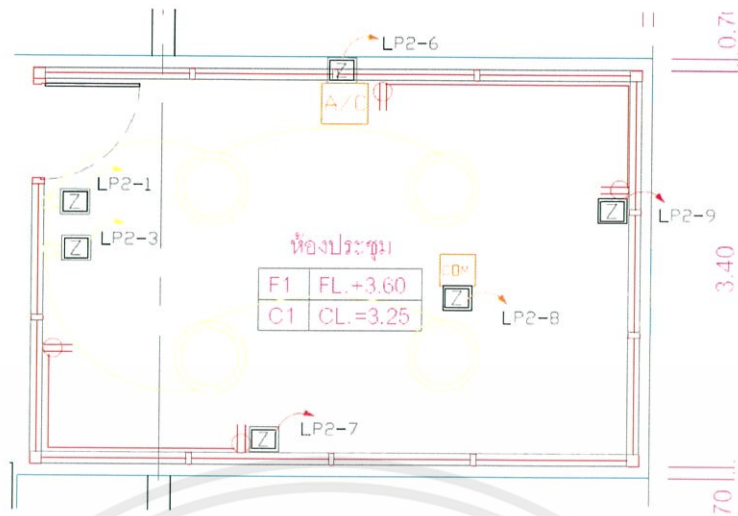 LP2-6
0.70
Z
A/C
LP2-1
Z
LP2-3
Z
Z
LP2-9
ห้องประชุม
F1 FL.+3.60
C1 CL.=3.25
COM
Z
LP2-8
3.40
LP2-7
Z
70